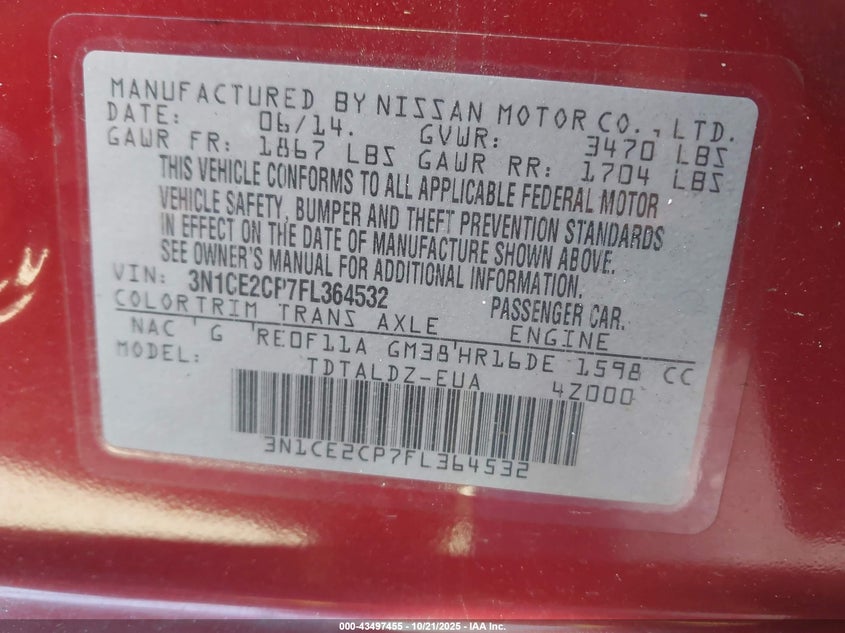 MANUFACTURED BY NISSAN MOTOR CO., LTD.
DATE: 06/14. GVWR: 3470 LBS
GAWR FR: 1867 LBS GAWR RR: 1704 LBS
THIS VEHICLE CONFORMS TO ALL APPLICABLE FEDERAL MOTOR
VEHICLE SAFETY, BUMPER AND THEFT PREVENTION STANDARDS
IN EFFECT ON THE DATE OF MANUFACTURE SHOWN ABOVE.
SEE OWNER'S MANUAL FOR ADDITIONAL INFORMATION.
VIN: 3N1CE2CP7FL364532 PASSENGER CAR.
COLORTRIM TRANS AXLE ENGINE
NAC 'G 'RE0F11A GM38'HR16DE 1598 CC
MODEL: TDTALDZ-EUA 4Z000
3N1CE2CP7FL364532
000-43497455 - 10/21/2025 - IAA Inc.